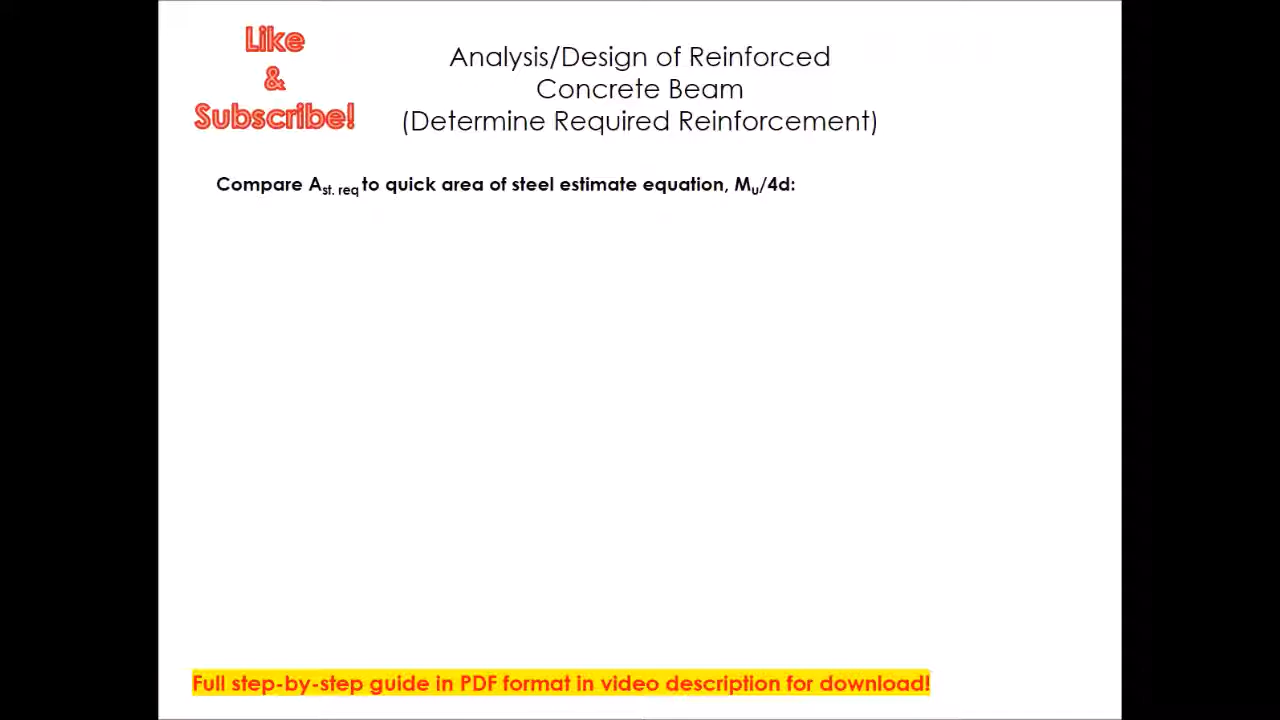 Like
&
Subscribe!
Analysis/Design of Reinforced
Concrete Beam
(Determine Required Reinforcement)
Compare Ast. req to quick area of steel estimate equation, Mu/4d:
Full step-by-step guide in PDF format in video description for download!